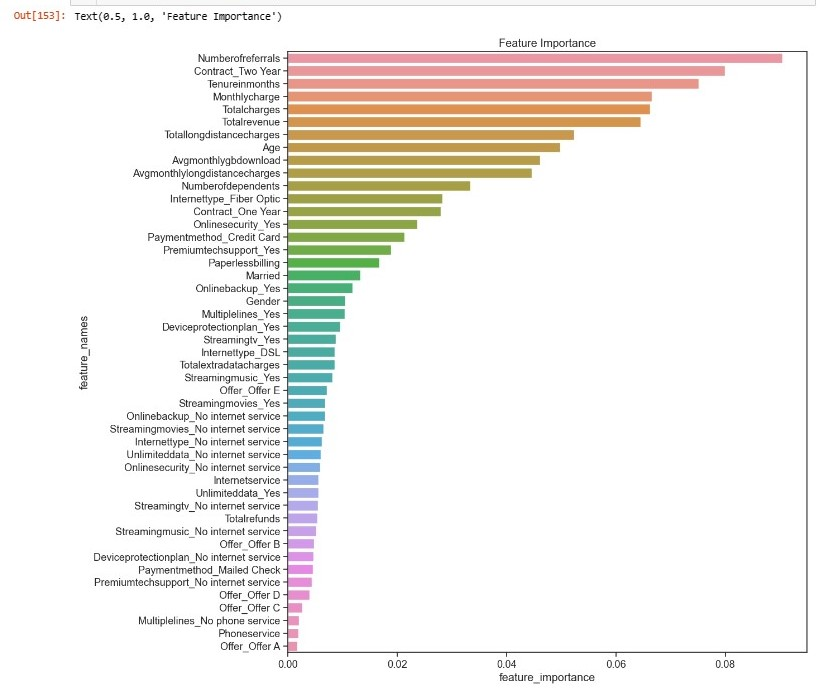 Out[153]: Text(0.5, 1.0, 'Feature Importance')
Feature Importance
Numberofreferrals
Contract_Two Year
Tenureinmonths
Monthlycharge
Totalcharges
Totalrevenue
Totallongdistancecharges
Age
Avgmonthlygbdownload
Avgmonthlylongdistancecharges
Numberofdependents
Internettype_Fiber Optic
Contract_One Year
Onlinesecurity_Yes
Paymentmethod_Credit Card
Premiumtechsupport_Yes
Paperlessbilling
Married
Onlinebackup_Yes
Gender
Multiplelines_Yes
Deviceprotectionplan_Yes
Streamingtv_Yes
Internettype_DSL
Totalextradatacharges
Streamingmusic_Yes
Offer_Offer E
Streamingmovies_Yes
Onlinebackup_No internet service
Streamingmovies_No internet service
Internettype_No internet service
Unlimiteddata_No internet service
Onlinesecurity_No internet service
Internetservice
Unlimiteddata_Yes
Streamingtv_No internet service
Totalrefunds
Streamingmusic_No internet service
Offer_Offer B
Deviceprotectionplan_No internet service
Paymentmethod_Mailed Check
Premiumtechsupport_No internet service
Offer_Offer D
Offer_Offer C
Multiplelines_No phone service
Phoneservice
Offer_Offer A
feature_names
0.00 0.02 0.04 0.06 0.08
feature_importance